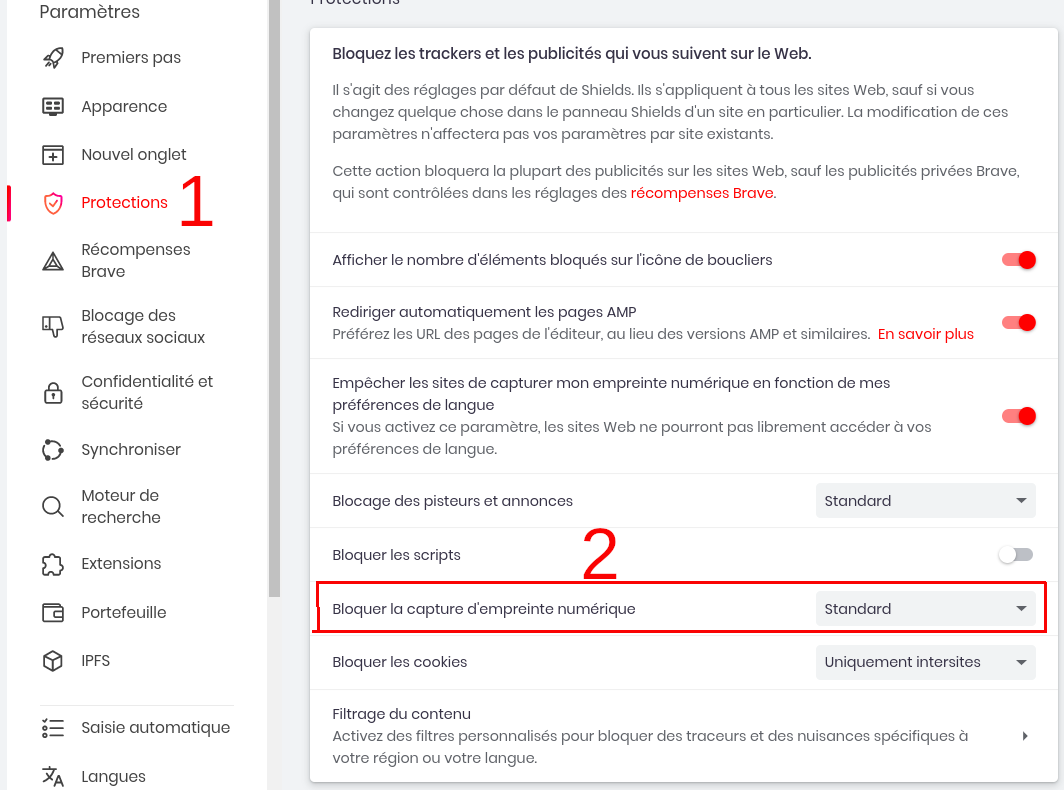 Paramètres
Premiers pas
Apparence
Nouvel onglet
Protections
1
Récompenses
Brave
Blocage des
réseaux sociaux
Confidentialité et
sécurité
Synchroniser
Moteur de
recherche
Extensions
Portefeuille
IPFS
Saisie automatique
Langues
Protections
Bloquez les trackers et les publicités qui vous suivent sur le Web.
Il s'agit des réglages par défaut de Shields. Ils s'appliquent à tous les sites Web, sauf si vous
changez quelque chose dans le panneau Shields d'un site en particulier. La modification de ces
paramètres n'affectera pas vos paramètres par site existants.
Cette action bloquera la plupart des publicités sur les sites Web, sauf les publicités privées Brave,
qui sont contrôlées dans les réglages des récompenses Brave.
Afficher le nombre d'éléments bloqués sur l'icône de boucliers
Rediriger automatiquement les pages AMP
Préférez les URL des pages de l'éditeur, au lieu des versions AMP et similaires. En savoir plus
Empêcher les sites de capturer mon empreinte numérique en fonction de mes
préférences de langue
Si vous activez ce paramètre, les sites Web ne pourront pas librement accéder à vos
préférences de langue.
Blocage des pisteurs et annonces Standard
Bloquer les scripts
2
Bloquer la capture d'empreinte numérique Standard
Bloquer les cookies Uniquement intersites
Filtrage du contenu
Activez des filtres personnalisés pour bloquer des traceurs et des nuisances spécifiques à
votre région ou votre langue.